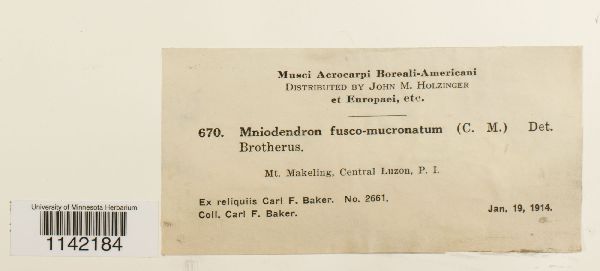 Musci Acrocarpi Boreali-Americani
Distributed by John M. Holzinger
et Europaei, etc.
670. Mniodendron fusco-mucronatum (C. M.) Det.
Brotherus.
Mt. Makeling, Central Luzon, P. I.
Ex reliquiis Carl F. Baker. No. 2661.
Coll. Carl F. Baker.
Jan. 19, 1914.
University of Minnesota Herbarium
1142184